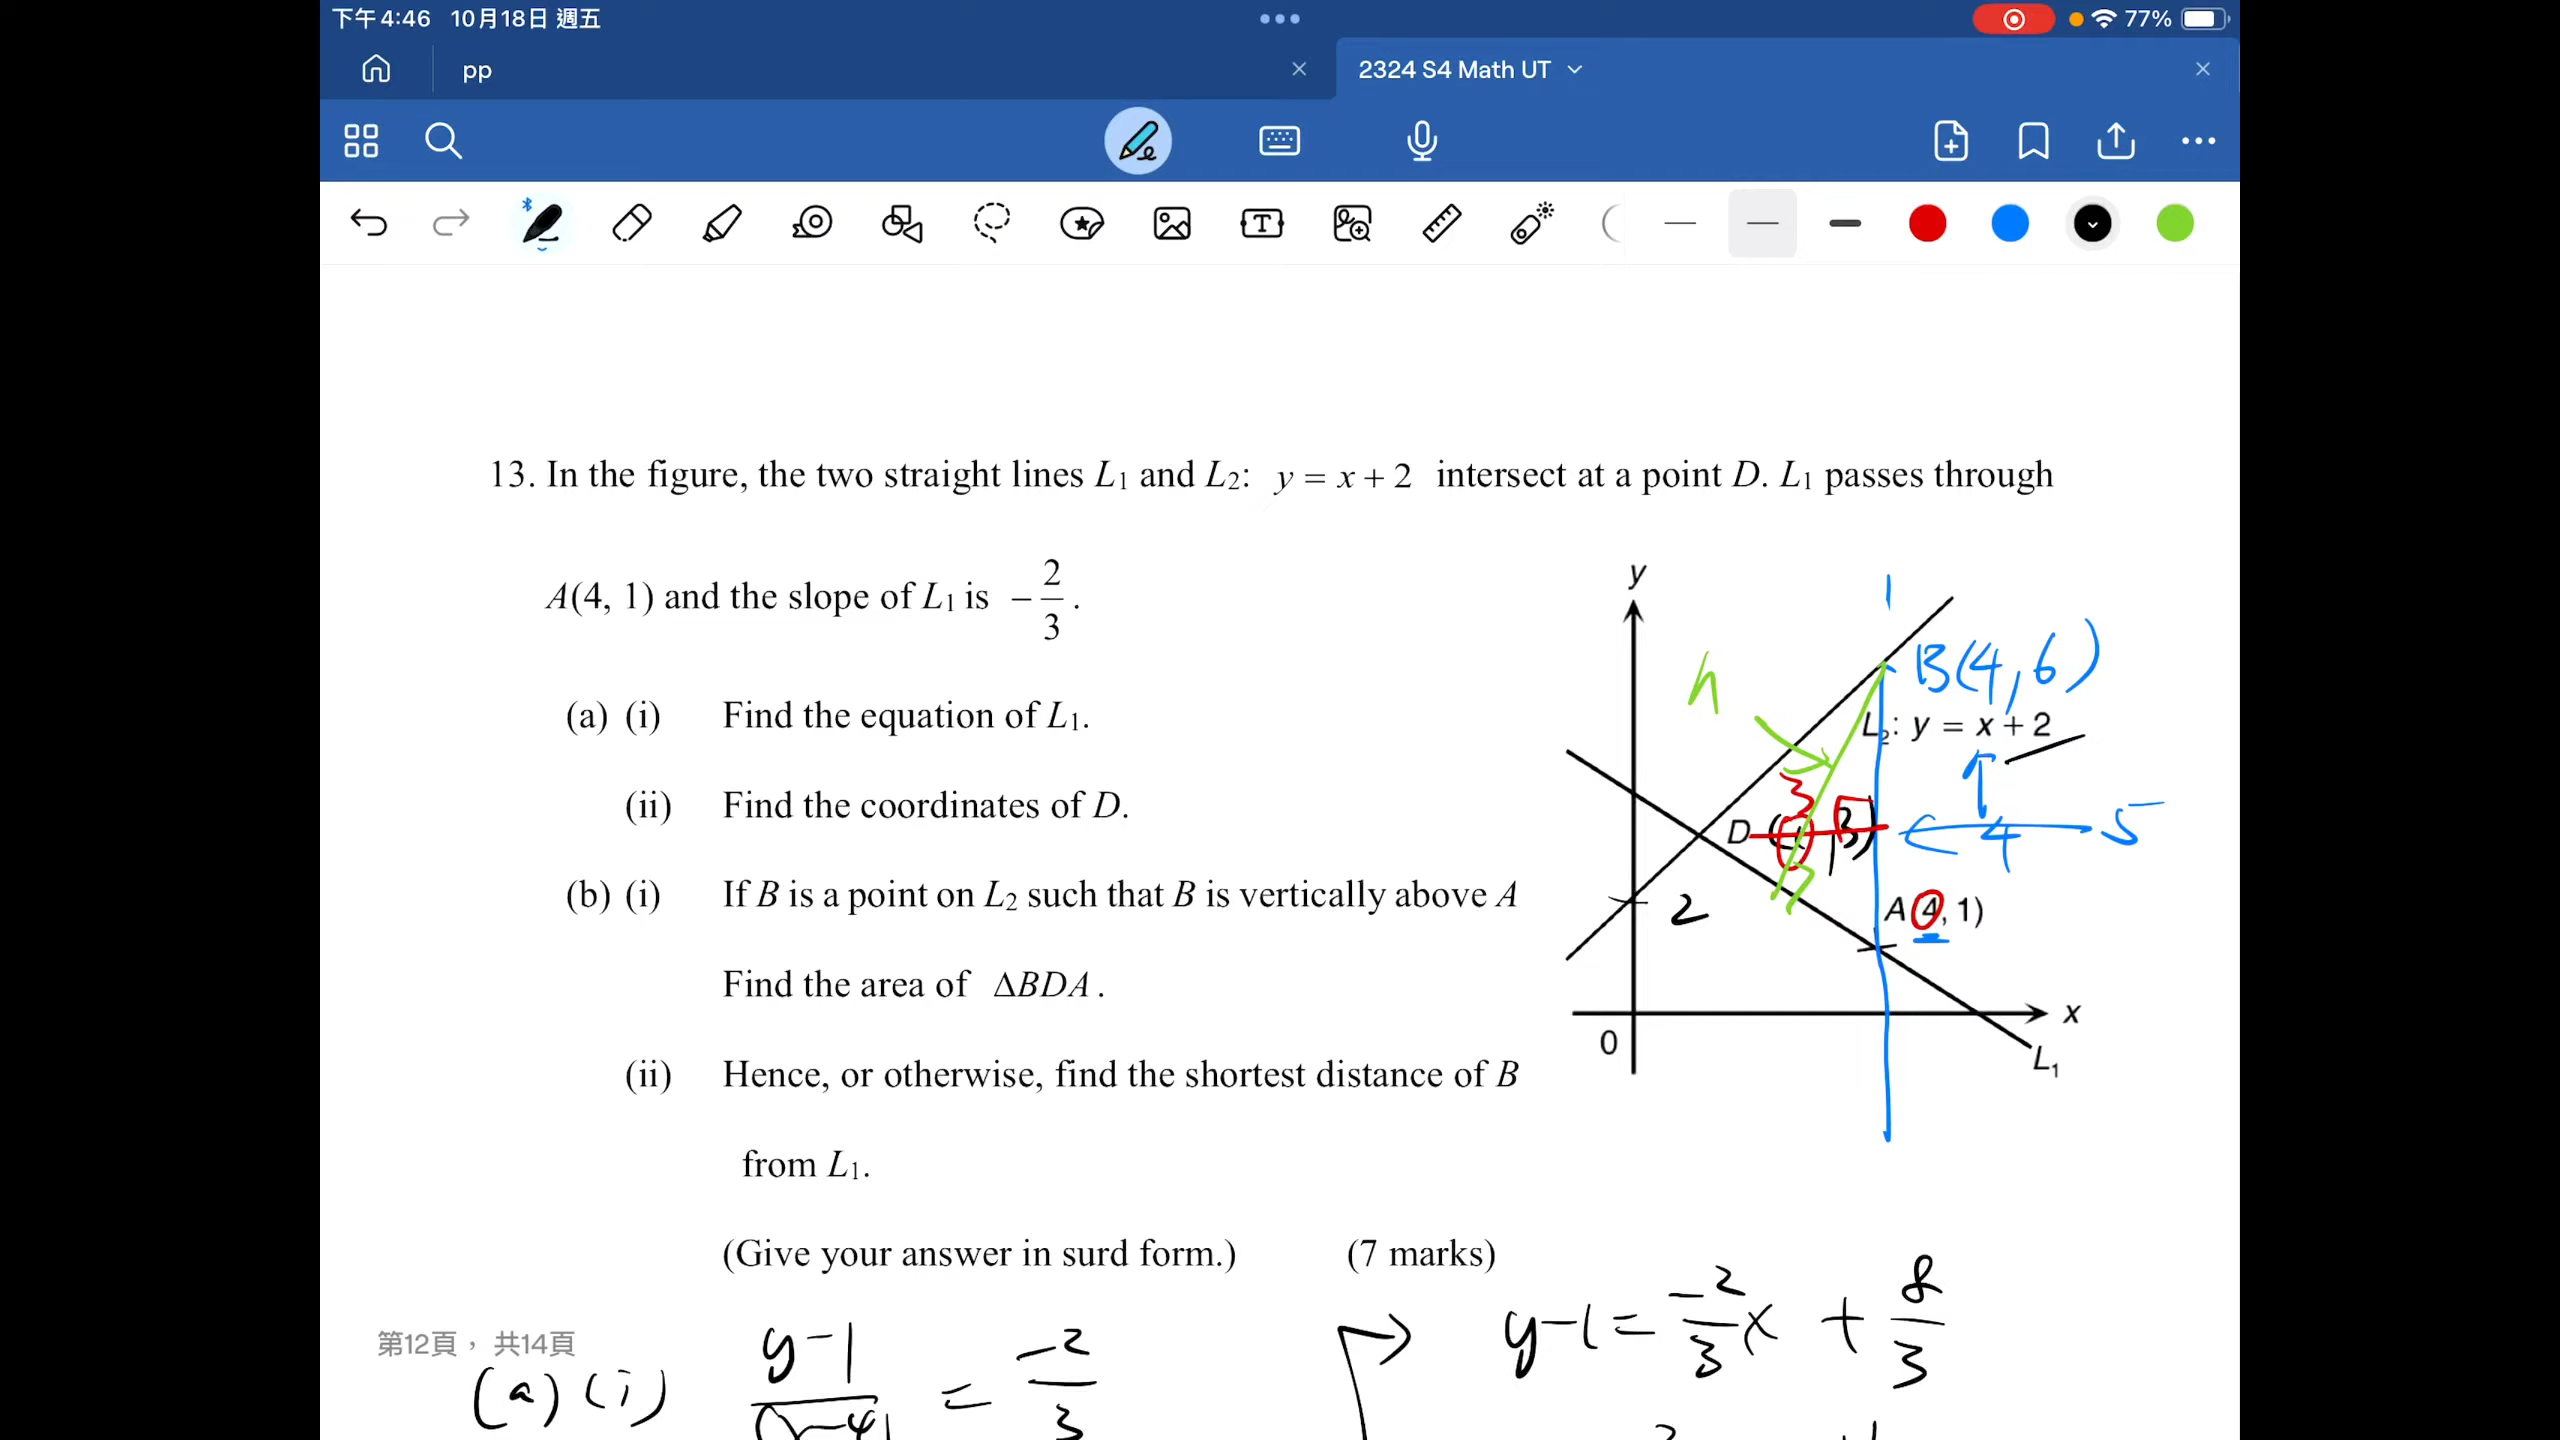 下午4:46 10月18日 週五
77%
pp
2324 S4 Math UT
13. In the figure, the two straight lines L₁ and L₂: y = x + 2 intersect at a point D. L₁ passes through
A(4, 1) and the slope of L₁ is −2/3.
(a) (i) Find the equation of L₁.
(ii) Find the coordinates of D.
(b) (i) If B is a point on L₂ such that B is vertically above A
Find the area of ΔBDA.
(ii) Hence, or otherwise, find the shortest distance of B
from L₁.
(Give your answer in surd form.) (7 marks)
y
B(4,6)
h
L₂: y = x + 2
3
D
3)
4
5
2
A(4, 1)
x
0
L₁
第12頁，共14頁
(a) (i) (y-1)/(x-4) = -2/3
y-1 = -2/3 x + 8/3